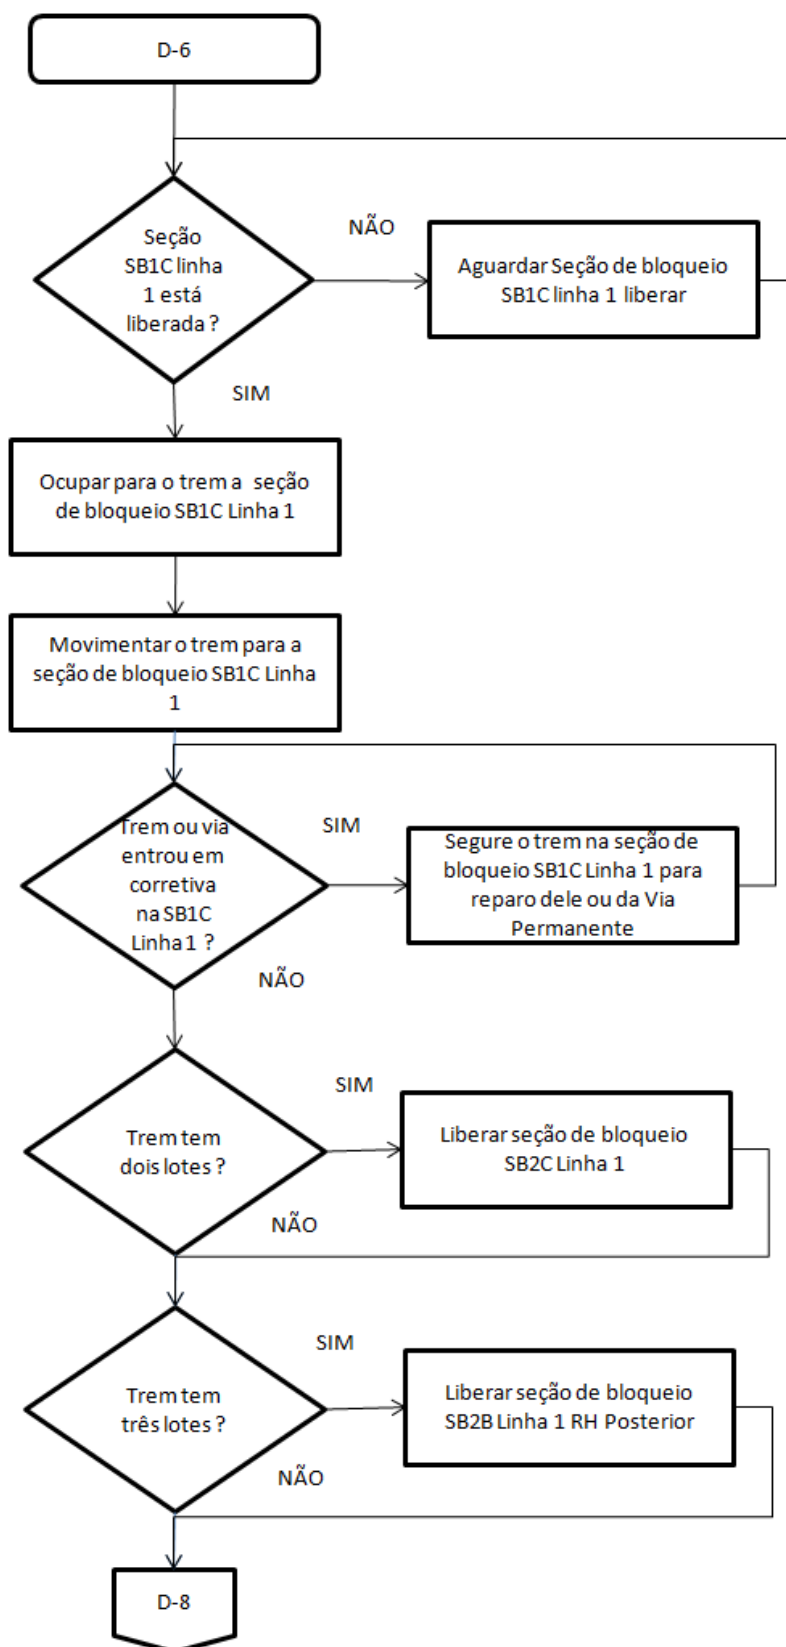 D-6
Seção
SB1C linha
1 está
liberada ?
NÃO
Aguardar Seção de bloqueio
SB1C linha 1 liberar
SIM
Ocupar para o trem a seção
de bloqueio SB1C Linha 1
Movimentar o trem para a
seção de bloqueio SB1C Linha
1
Trem ou via
entrou em
corretiva
na SB1C
Linha 1 ?
SIM
Segure o trem na seção de
bloqueio SB1C Linha 1 para
reparo dele ou da Via
Permanente
NÃO
Trem tem
dois lotes ?
SIM
Liberar seção de bloqueio
SB2C Linha 1
NÃO
Trem tem
três lotes ?
SIM
Liberar seção de bloqueio
SB2B Linha 1 RH Posterior
NÃO
D-8